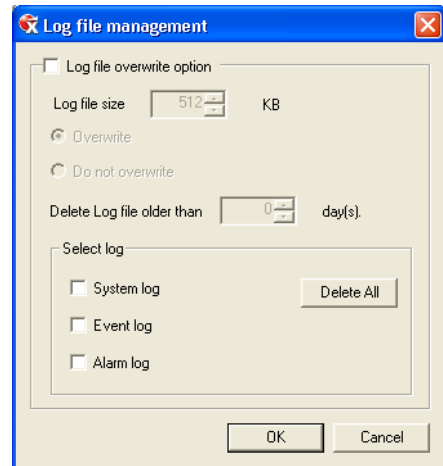 Log file management
Log file overwrite option
Log file size 512 KB
Overwrite
Do not overwrite
Delete Log file older than 0 day(s).
Select log
System log Delete All
Event log
Alarm log
OK Cancel